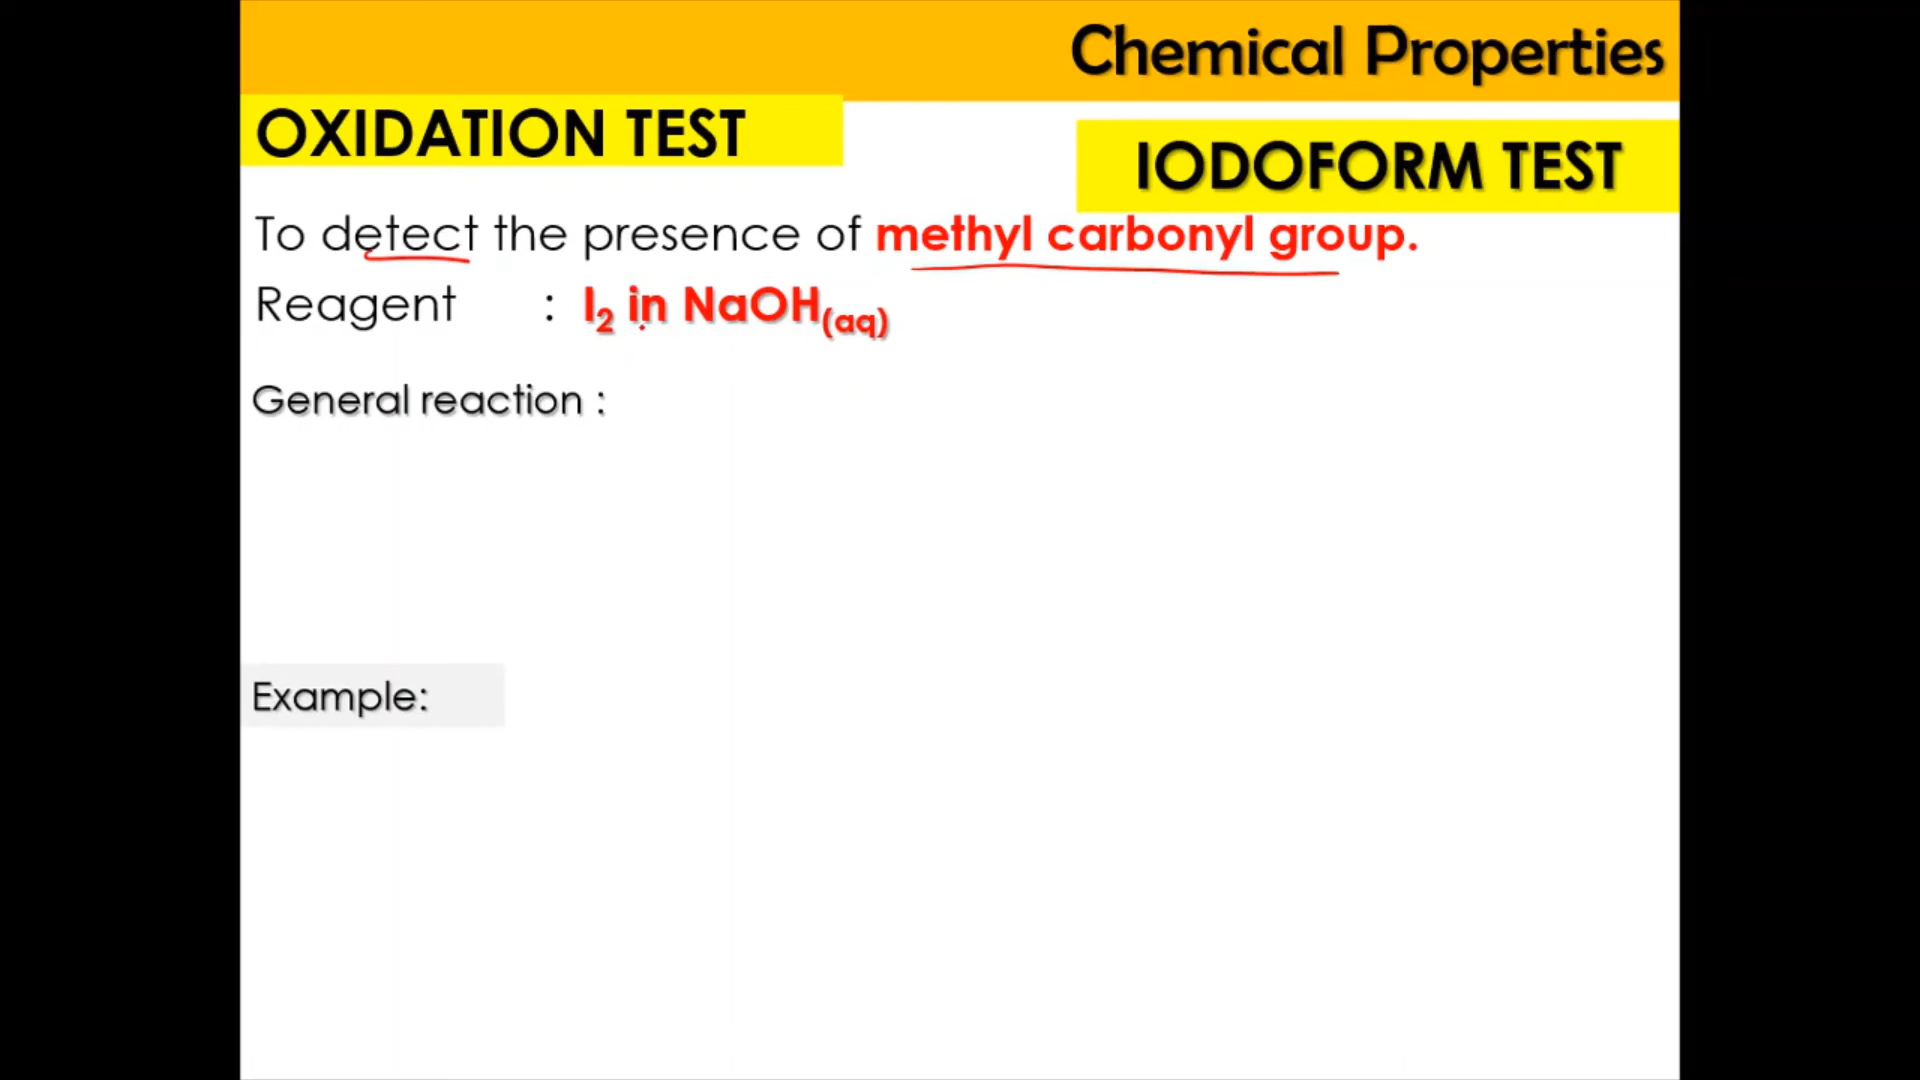 Chemical Properties
OXIDATION TEST
IODOFORM TEST
To detect the presence of methyl carbonyl group.
Reagent : I₂ in NaOH(aq)
General reaction :
Example: